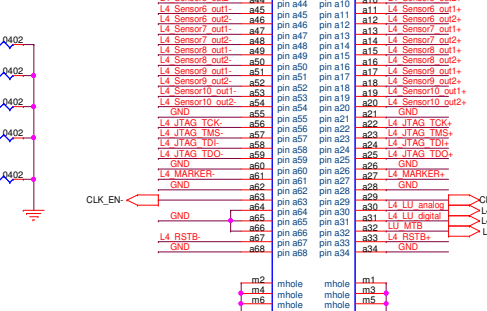 pin a44 pin a10
L4_Sensor6_out1- a45 pin a45 pin a11 a11 L4_Sensor6_out1+
L4_Sensor6_out2- a46 pin a46 pin a12 a12 L4_Sensor6_out2+
L4_Sensor7_out1- a47 pin a47 pin a13 a13 L4_Sensor7_out1+
0402 L4_Sensor7_out2- a48 pin a48 pin a14 a14 L4_Sensor7_out2+
L4_Sensor8_out1- a49 pin a49 pin a15 a15 L4_Sensor8_out1+
L4_Sensor8_out2- a50 pin a50 pin a16 a16 L4_Sensor8_out2+
0402 L4_Sensor9_out1- a51 pin a51 pin a17 a17 L4_Sensor9_out1+
L4_Sensor9_out2- a52 pin a52 pin a18 a18 L4_Sensor9_out2+
L4_Sensor10_out1- a53 pin a53 pin a19 a19 L4_Sensor10_out1+
0402 L4_Sensor10_out2- a54 pin a54 pin a20 a20 L4_Sensor10_out2+
GND a55 pin a55 pin a21 a21 GND
L4_JTAG_TCK- a56 pin a56 pin a22 a22 L4_JTAG_TCK+
0402 L4_JTAG_TMS- a57 pin a57 pin a23 a23 L4_JTAG_TMS+
L4_JTAG_TDI- a58 pin a58 pin a24 a24 L4_JTAG_TDI+
L4_JTAG_TDO- a59 pin a59 pin a25 a25 L4_JTAG_TDO+
GND a60 pin a60 pin a26 a26 GND
0402 L4_MARKER- a61 pin a61 pin a27 a27 L4_MARKER+
GND a62 pin a62 pin a28 a28 GND
CLK_EN- a63 pin a63 pin a29 a29
a64 pin a64 pin a30 a30 L4_LU_analog
GND a65 pin a65 pin a31 a31 L4_LU_digital
a66 pin a66 pin a32 a32 LU_MTB
L4_RSTB- a67 pin a67 pin a33 a33 L4_RSTB+
GND a68 pin a68 pin a34 a34 GND
m2 mhole mhole m1
m4 mhole mhole m3
m6 mhole mhole m5